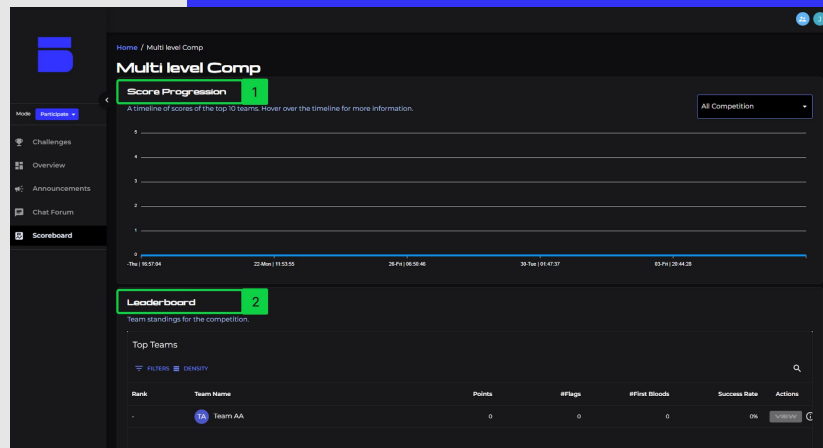 J
Home / Multi level Comp
Multi level Comp
Score Progression 1
A timeline of scores of the top 10 teams. Hover over the timeline for more information.
All Competition
Mode Participate
Challenges
Overview
Announcements
Chat Forum
Scoreboard
5
4
3
2
1
0
-Thu | 16:57:04 22-Mon | 11:53:55 26-Fri | 06:50:46 30-Tue | 01:47:37 03-Fri | 20:44:28
Leaderboard 2
Team standings for the competition.
Top Teams
FILTERS DENSITY
Rank Team Name Points #Flags #First Bloods Success Rate Actions
- TA Team AA 0 0 0 0% VIEW